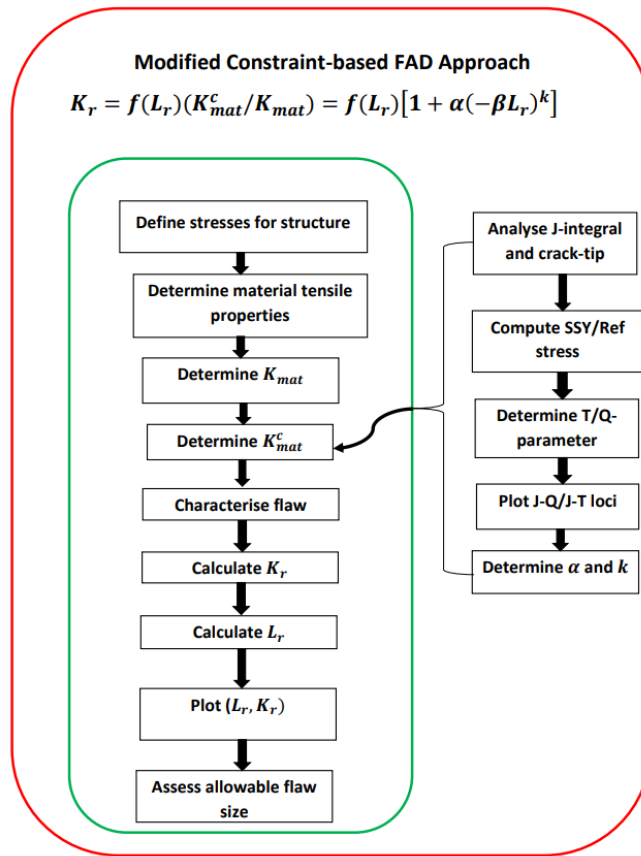 Modified Constraint-based FAD Approach
K_r = f(L_r)(K^c_mat/K_mat) = f(L_r)[1 + α(−βL_r)^k]
Define stresses for structure
Determine material tensile
properties
Determine K_mat
Determine K^c_mat
Characterise flaw
Calculate K_r
Calculate L_r
Plot (L_r, K_r)
Assess allowable flaw
size
Analyse J-integral
and crack-tip
Compute SSY/Ref
stress
Determine T/Q-
parameter
Plot J-Q/J-T loci
Determine α and k